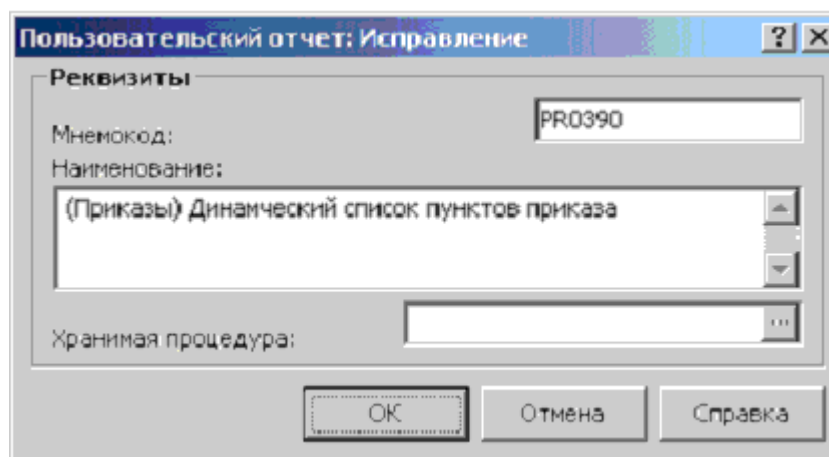 Пользовательский отчет: Исправление
Реквизиты
Мнемокод:
PR0390
Наименование:
(Приказы) Динамческий список пунктов приказа
Хранимая процедура:
...
ОК
Отмена
Справка